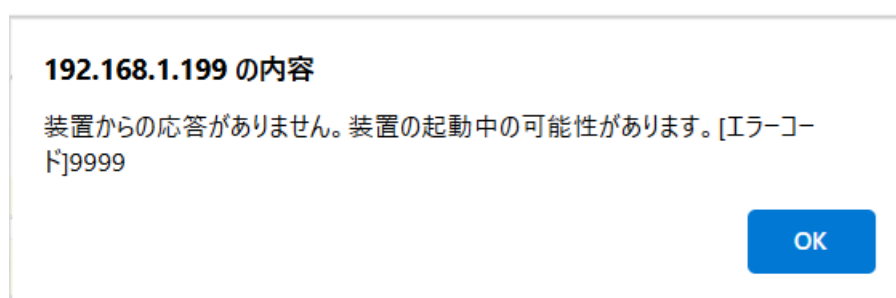 192.168.1.199 の内容
装置からの応答がありません。装置の起動中の可能性があります。[エラーコー
ド]9999
OK